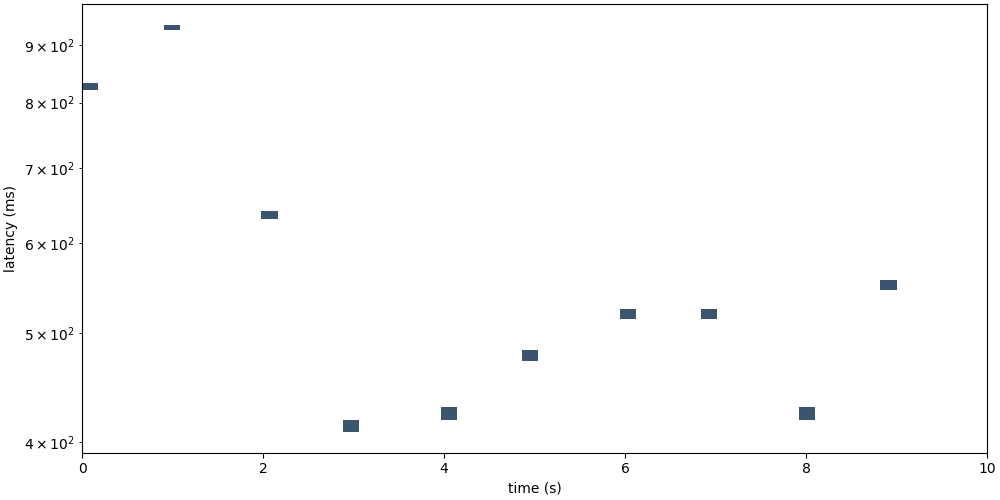 latency (ms)
9 × 10²
8 × 10²
7 × 10²
6 × 10²
5 × 10²
4 × 10²
0 2 4 6 8 10
time (s)